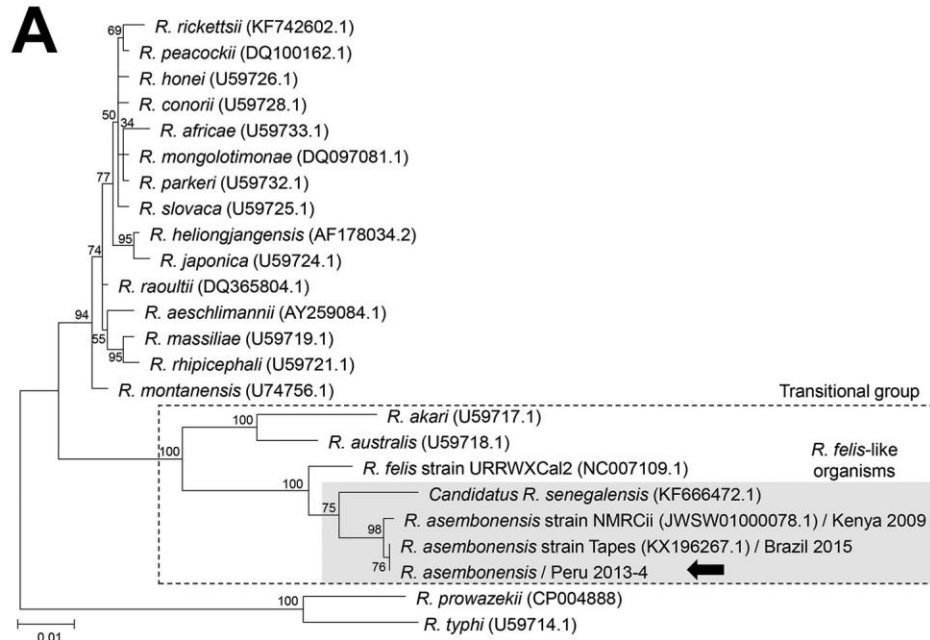 A
R. rickettsii (KF742602.1)
69
R. peacockii (DQ100162.1)
R. honei (U59726.1)
R. conorii (U59728.1)
50
34
R. africae (U59733.1)
R. mongolotimonae (DQ097081.1)
77
R. parkeri (U59732.1)
R. slovaca (U59725.1)
95
R. heliongjangensis (AF178034.2)
74
R. japonica (U59724.1)
R. raoultii (DQ365804.1)
94
R. aeschlimannii (AY259084.1)
55
R. massiliae (U59719.1)
95
R. rhipicephali (U59721.1)
R. montanensis (U74756.1)
Transitional group
100
R. akari (U59717.1)
R. australis (U59718.1)
R. felis-like
organisms
100
R. felis strain URRWXCal2 (NC007109.1)
100
Candidatus R. senegalensis (KF666472.1)
75
98
R. asembonensis strain NMRCii (JWSW01000078.1) / Kenya 2009
R. asembonensis strain Tapes (KX196267.1) / Brazil 2015
76
R. asembonensis / Peru 2013-4
100
R. prowazekii (CP004888)
R. typhi (U59714.1)
0.01